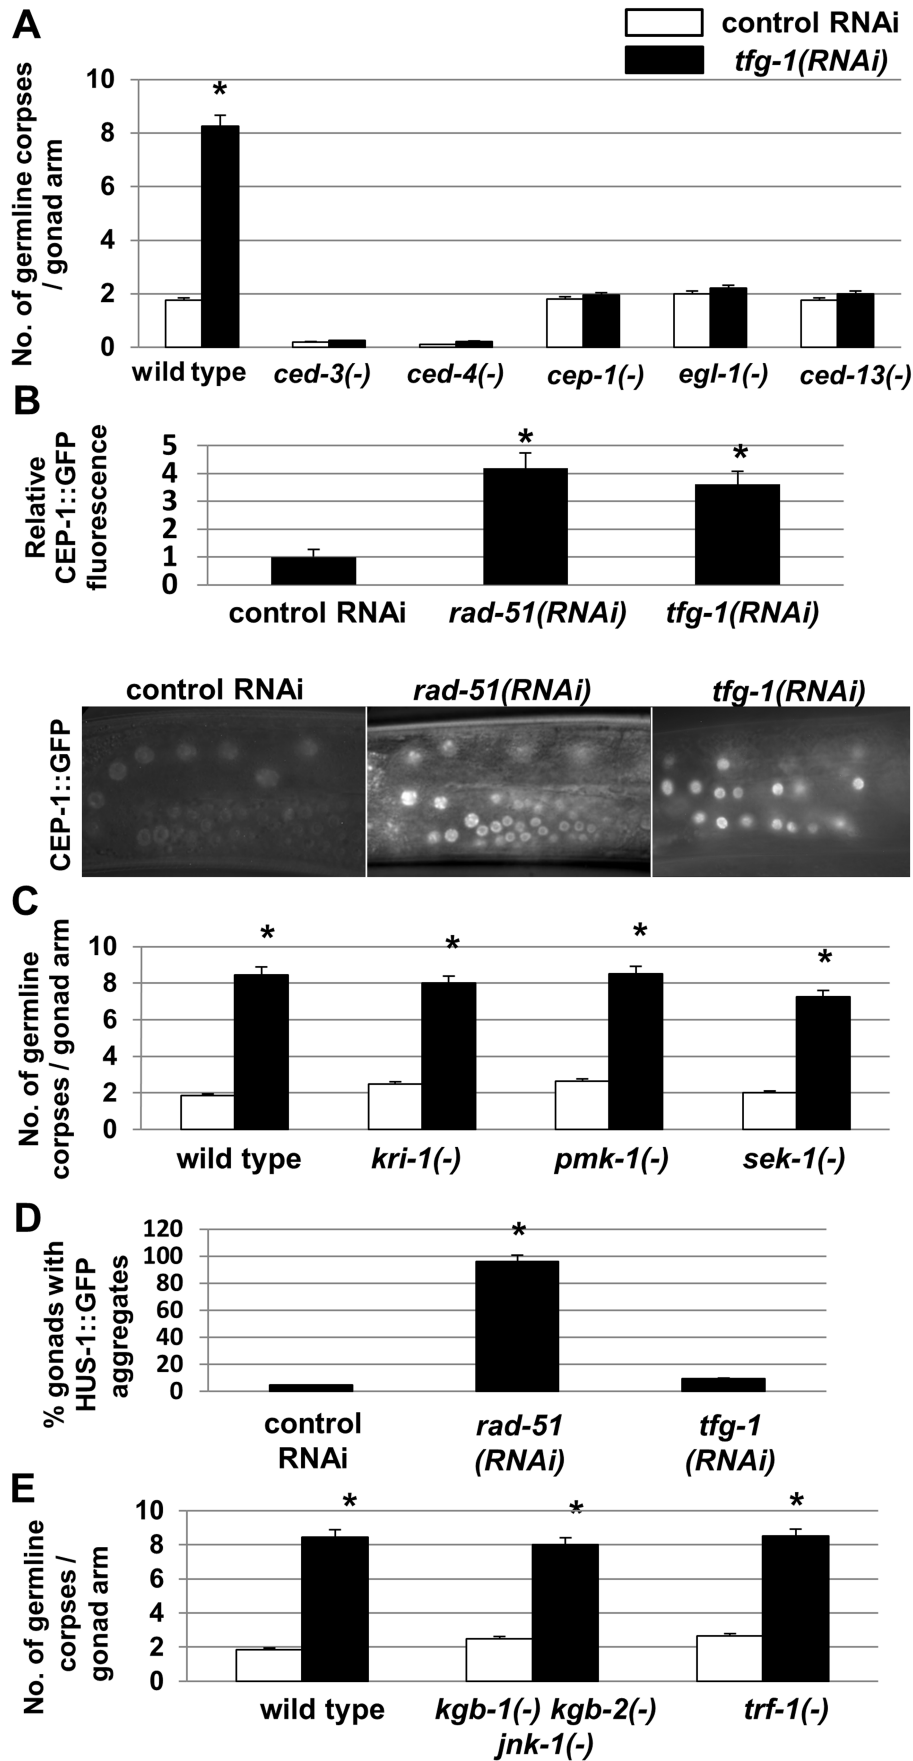 A
control RNAi
tfg-1(RNAi)
No. of germline corpses
/ gonad arm
10
8
6
4
2
0
*
wild type
ced-3(-)
ced-4(-)
cep-1(-)
egl-1(-)
ced-13(-)
B
Relative
CEP-1::GFP
fluorescence
5
4
3
2
1
0
*
*
control RNAi
rad-51(RNAi)
tfg-1(RNAi)
control RNAi
rad-51(RNAi)
tfg-1(RNAi)
CEP-1::GFP
C
No. of germline
corpses / gonad arm
10
8
6
4
2
0
*
*
*
*
wild type
kri-1(-)
pmk-1(-)
sek-1(-)
D
% gonads with
HUS-1::GFP
aggregates
120
100
80
60
40
20
0
*
control
RNAi
rad-51
(RNAi)
tfg-1
(RNAi)
E
No. of germline
corpses /
gonad arm
10
8
6
4
2
0
*
*
*
wild type
kgb-1(-) kgb-2(-)
jnk-1(-)
trf-1(-)